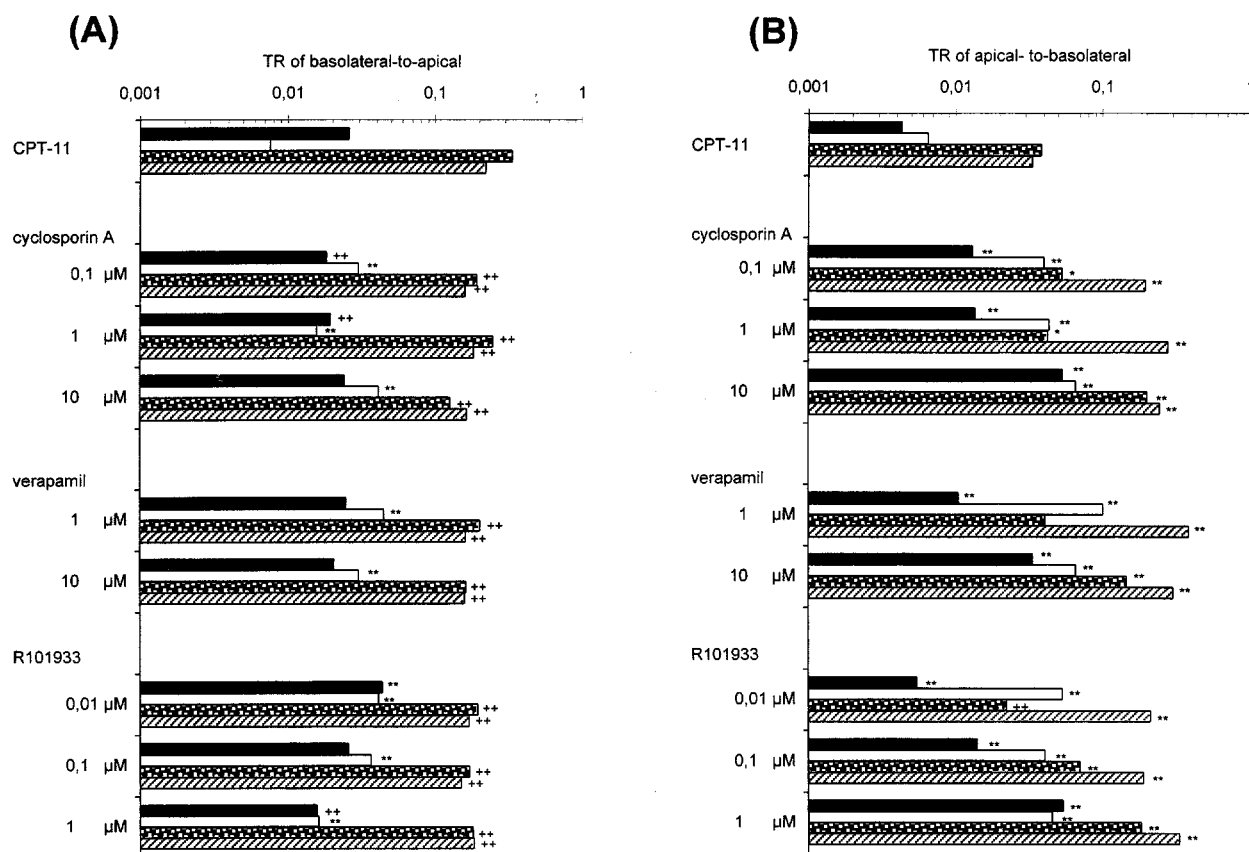 (A)
TR of basolateral-to-apical
0,001 0,01 0,1 1
CPT-11
cyclosporin A
++
**
0,1 µM
++
++
++
1 µM
**
++
++
10 µM
**
++
++
verapamil
1 µM
**
++
++
10 µM
**
++
++
R101933
**
0,01 µM
**
++
++
0,1 µM
**
++
++
++
1 µM
**
++
++
(B)
TR of apical- to-basolateral
0,001 0,01 0,1 1
CPT-11
cyclosporin A
**
0,1 µM
**
*
**
**
1 µM
**
*
**
**
10 µM
**
**
**
verapamil
**
1 µM
**
**
**
10 µM
**
**
**
R101933
**
0,01 µM
**
++
**
**
0,1 µM
**
**
**
**
1 µM
**
**
**